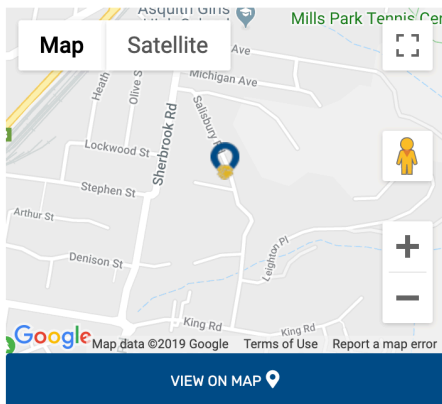 Asquith Girls
Mills Park Tennis Cen
Map
Satellite
Ave
Michigan Ave
Heath
Olive S
Salisbury R
Sherbrook Rd
Lockwood St
Stephen St
Arthur St
Denison St
Leighton Pl
King Rd
King Rd
Google
Map data ©2019 Google Terms of Use Report a map error
VIEW ON MAP